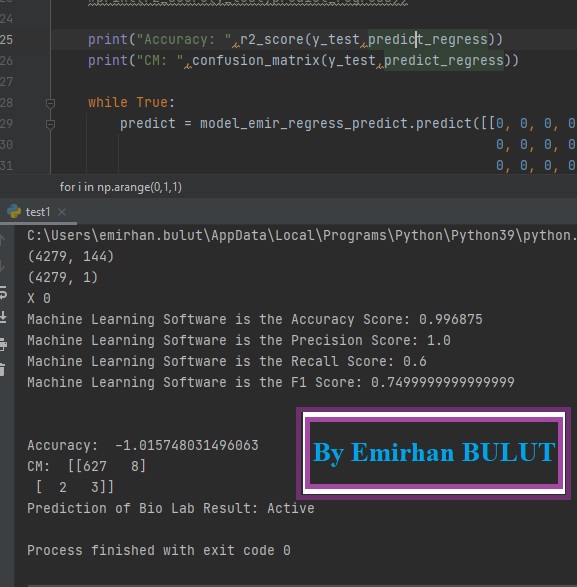 24
25 print("Accuracy: ",r2_score(y_test,predict_regress))
26 print("CM: ",confusion_matrix(y_test,predict_regress))
27
28 while True:
29 predict = model_emir_regress_predict.predict([[0, 0, 0, 0
30 0, 0, 0, 0
31 0, 0, 0, 0
for i in np.arange(0,1,1)
test1
C:\Users\emirhan.bulut\AppData\Local\Programs\Python\Python39\python.
(4279, 144)
(4279, 1)
X 0
Machine Learning Software is the Accuracy Score: 0.996875
Machine Learning Software is the Precision Score: 1.0
Machine Learning Software is the Recall Score: 0.6
Machine Learning Software is the F1 Score: 0.7499999999999999
Accuracy:  -1.015748031496063
CM:  [[627   8]
 [  2   3]]
By Emirhan BULUT
Prediction of Bio Lab Result: Active
Process finished with exit code 0